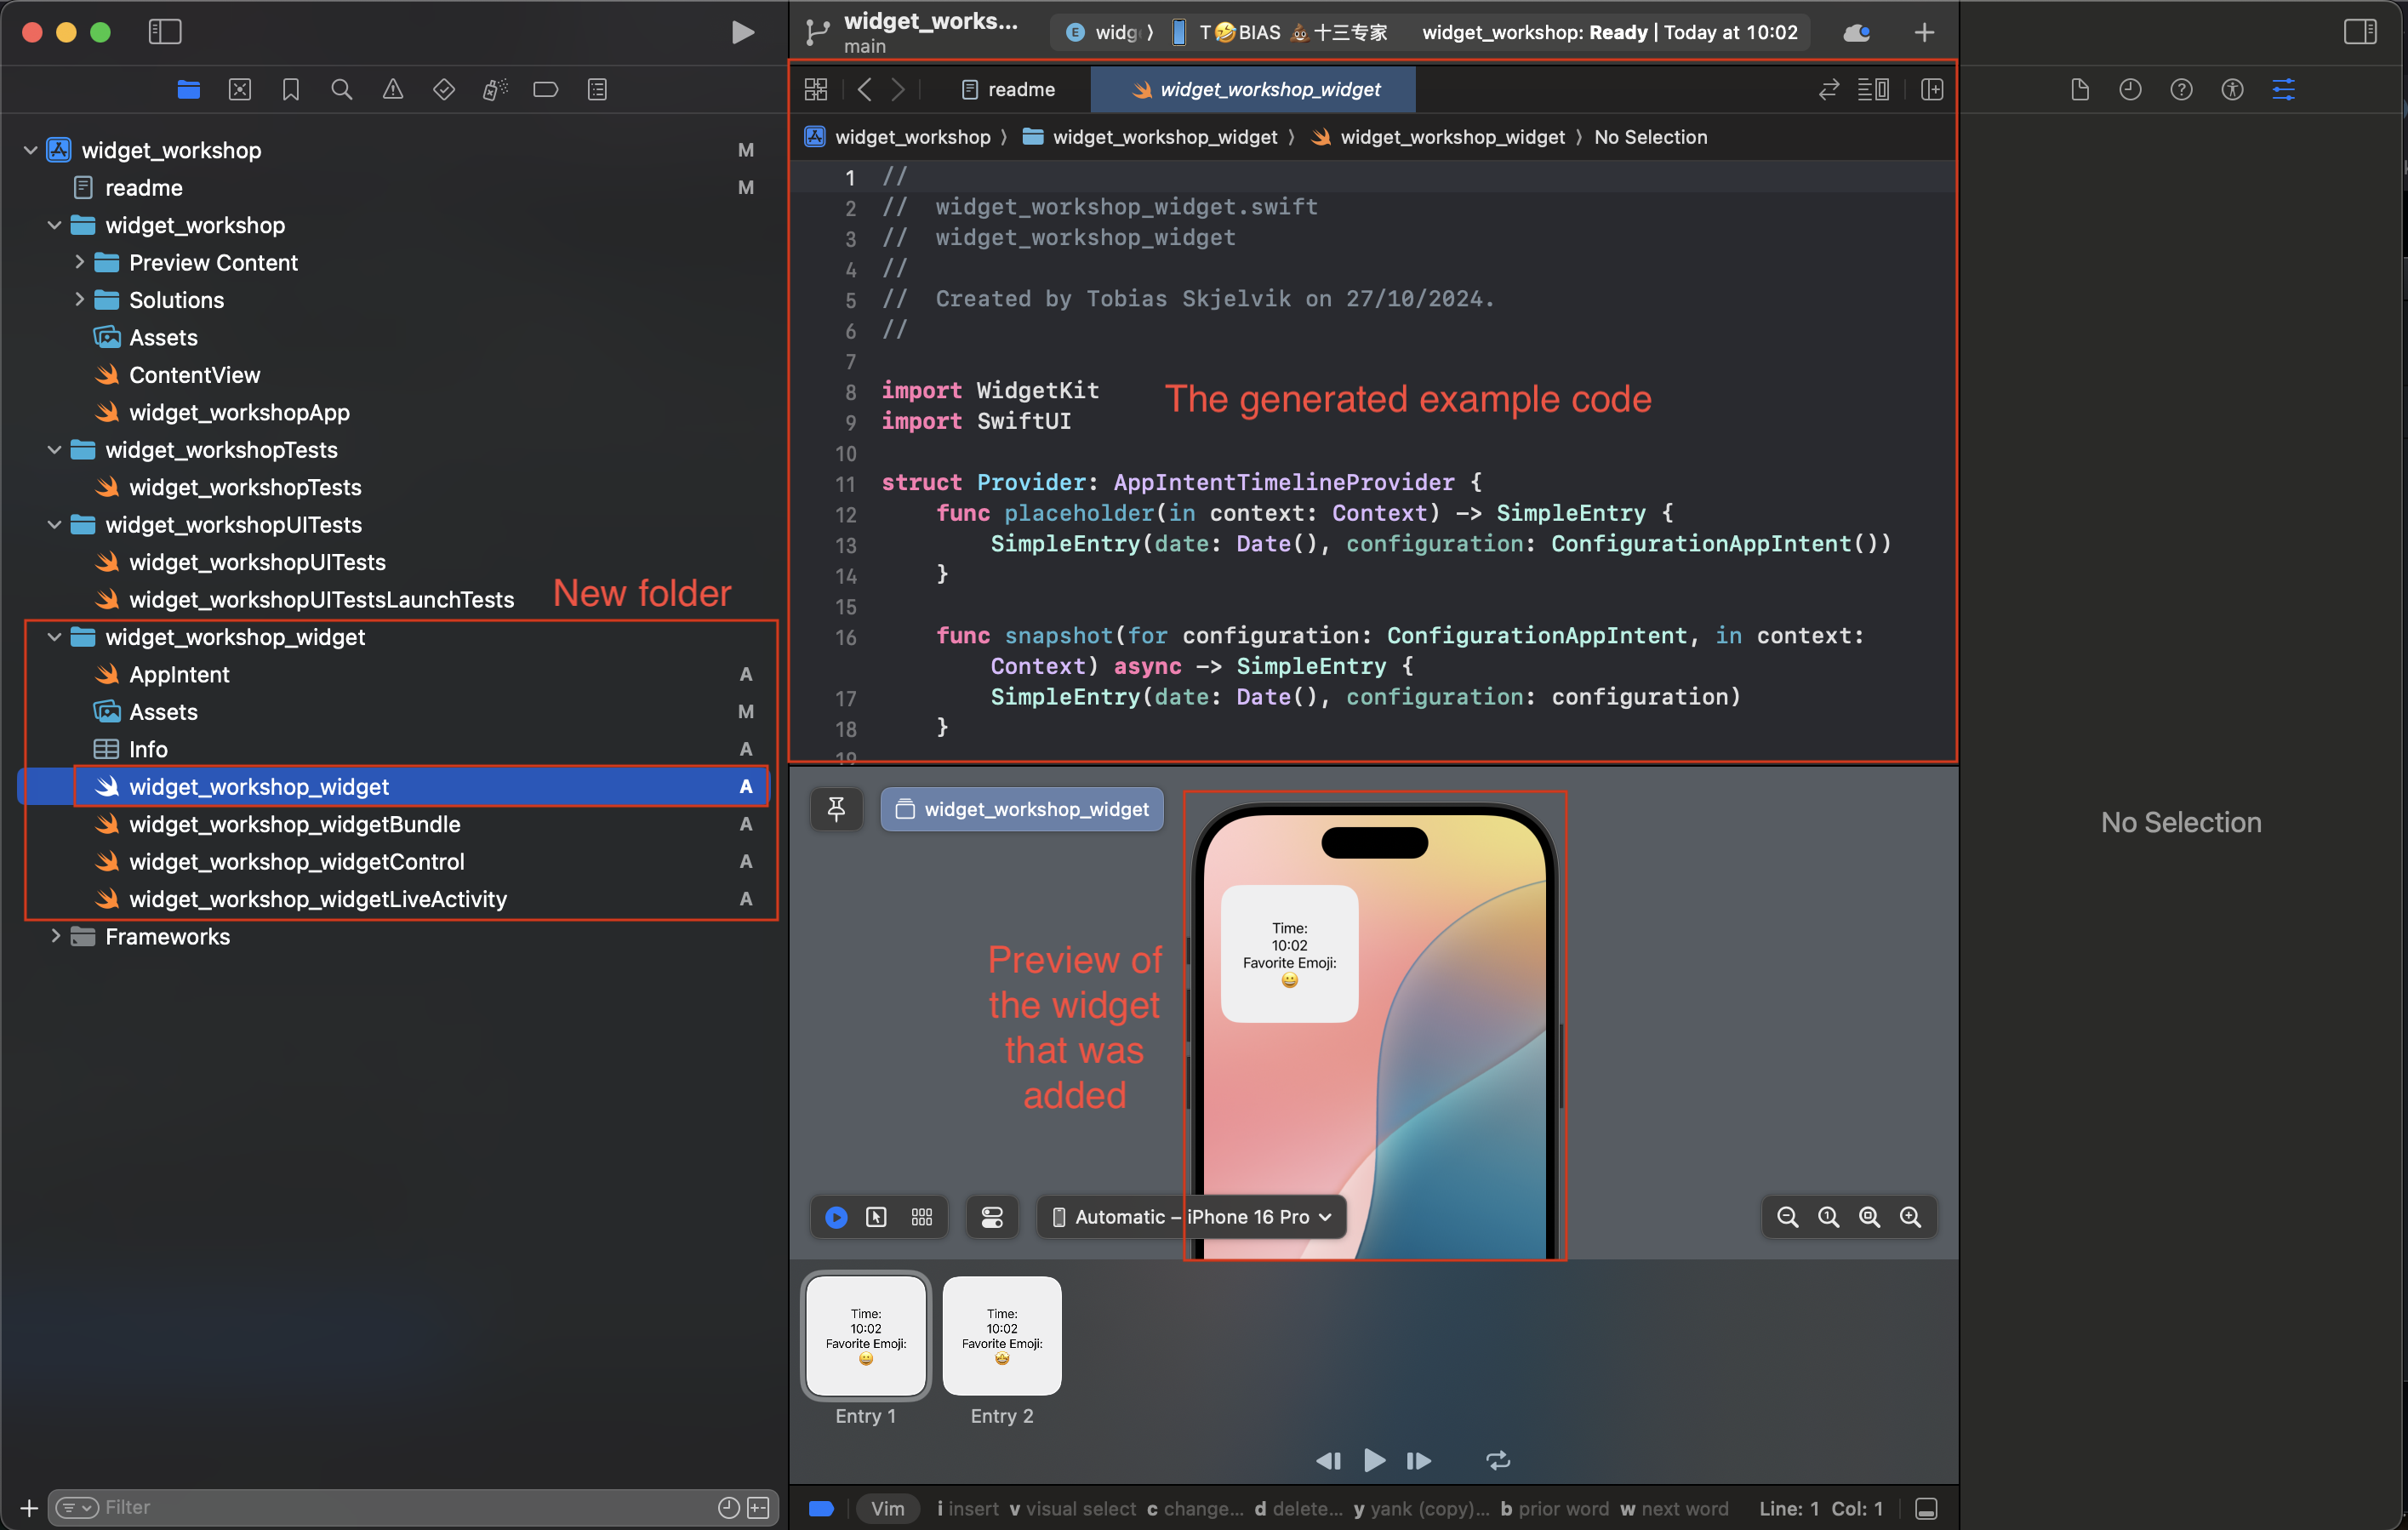 widget_works...
main
E widg 〉 T🤣BIAS 💩十三专家 widget_workshop: Ready | Today at 10:02
readme
widget_workshop_widget
widget_workshop 〉 widget_workshop_widget 〉 widget_workshop_widget 〉 No Selection
widget_workshop M
readme M
widget_workshop
Preview Content
Solutions
Assets
ContentView
widget_workshopApp
widget_workshopTests
widget_workshopTests
widget_workshopUITests
widget_workshopUITests
widget_workshopUITestsLaunchTests
New folder
widget_workshop_widget
AppIntent A
Assets M
Info A
widget_workshop_widget A
widget_workshop_widgetBundle A
widget_workshop_widgetControl A
widget_workshop_widgetLiveActivity A
Frameworks
Filter
1 //
2 //  widget_workshop_widget.swift
3 //  widget_workshop_widget
4 //
5 //  Created by Tobias Skjelvik on 27/10/2024.
6 //
7
8 import WidgetKit
The generated example code
9 import SwiftUI
10
11 struct Provider: AppIntentTimelineProvider {
12     func placeholder(in context: Context) -> SimpleEntry {
13         SimpleEntry(date: Date(), configuration: ConfigurationAppIntent())
14     }
15
16     func snapshot(for configuration: ConfigurationAppIntent, in context:
Context) async -> SimpleEntry {
17         SimpleEntry(date: Date(), configuration: configuration)
18     }
19
widget_workshop_widget
Time:
10:02
Favorite Emoji:
😀
Preview of
the widget
that was
added
Automatic – iPhone 16 Pro
Time:
10:02
Favorite Emoji:
😀
Entry 1
Time:
10:02
Favorite Emoji:
🤩
Entry 2
Vim i insert v visual select c change... d delete... y yank (copy)... b prior word w next word Line: 1 Col: 1
No Selection